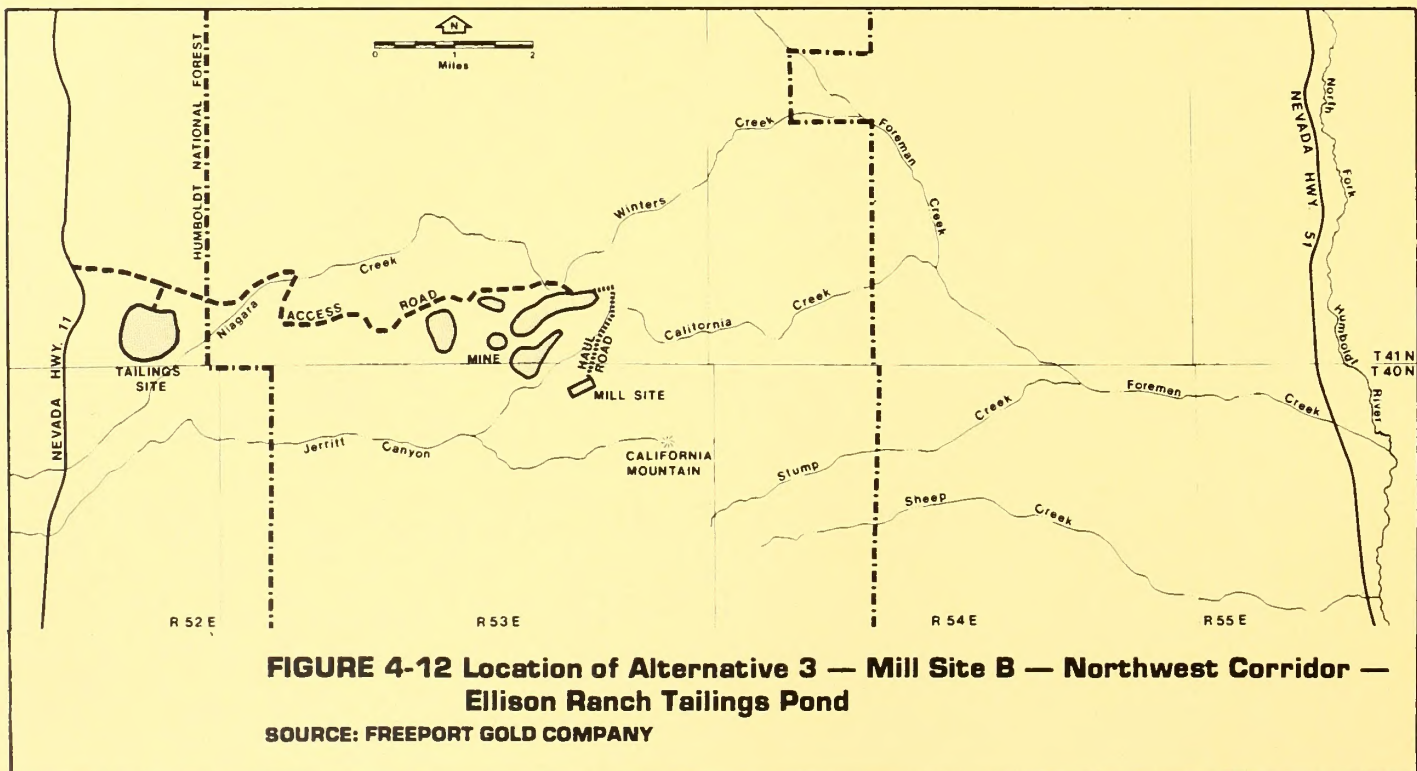 N
0 1 2
Miles
HUMBOLDT NATIONAL FOREST
NEVADA HWY. 11
NEVADA HWY. 51
North
Fork
Humboldt
River
Creek
Foreman
Creek
Winters
Creek
Niagara
ACCESS ROAD
Creek
California
MINE
HAUL ROAD
TAILINGS
SITE
MILL SITE
T 41 N
T 40 N
Foreman
Creek
Creek
Stump
Jerritt Canyon
CALIFORNIA
MOUNTAIN
Sheep
Creek
R 52 E
R 53 E
R 54 E
R 55 E
FIGURE 4-12 Location of Alternative 3 — Mill Site B — Northwest Corridor —
Ellison Ranch Tailings Pond
SOURCE: FREEPORT GOLD COMPANY